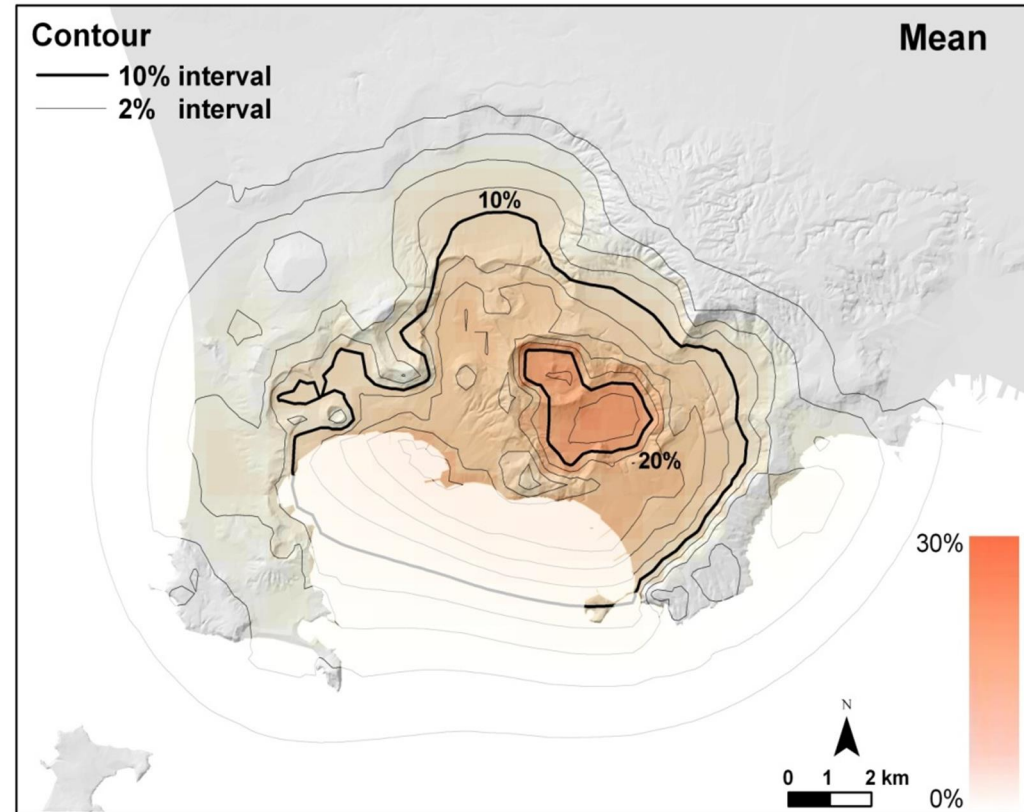 Contour
10% interval
2% interval
Mean
10%
20%
30%
0%
N
0 1 2 km